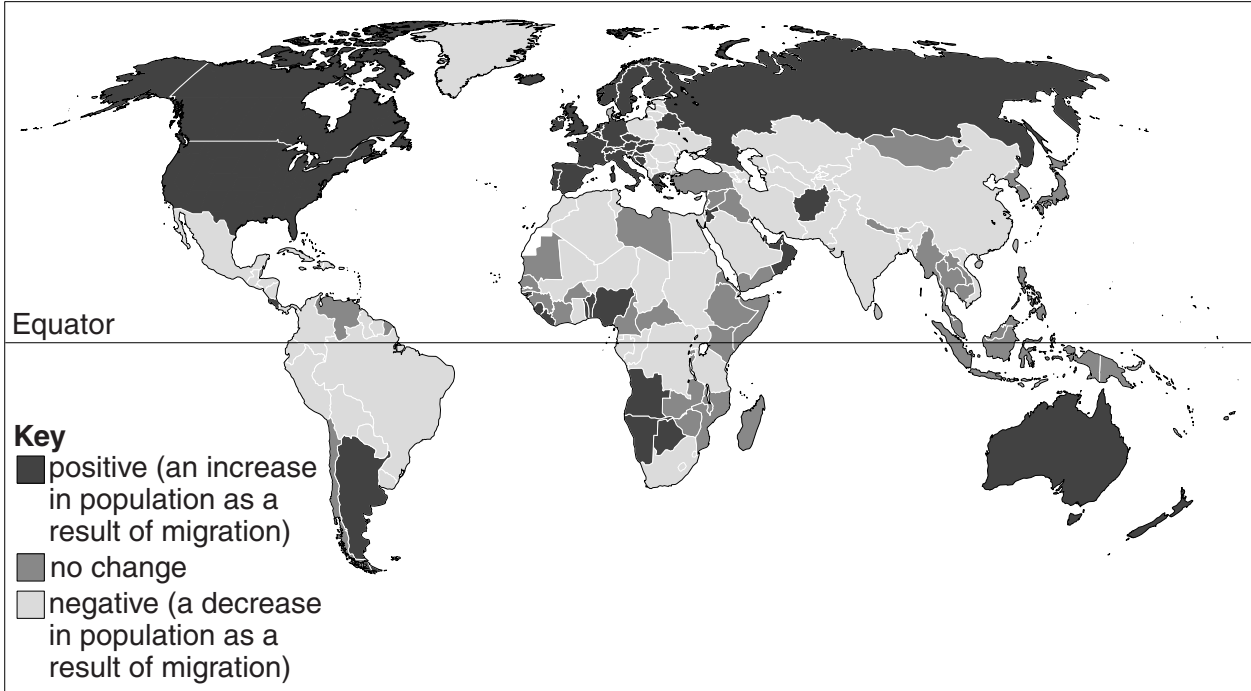 Equator
Key
positive (an increase
in population as a
result of migration)
no change
negative (a decrease
in population as a
result of migration)